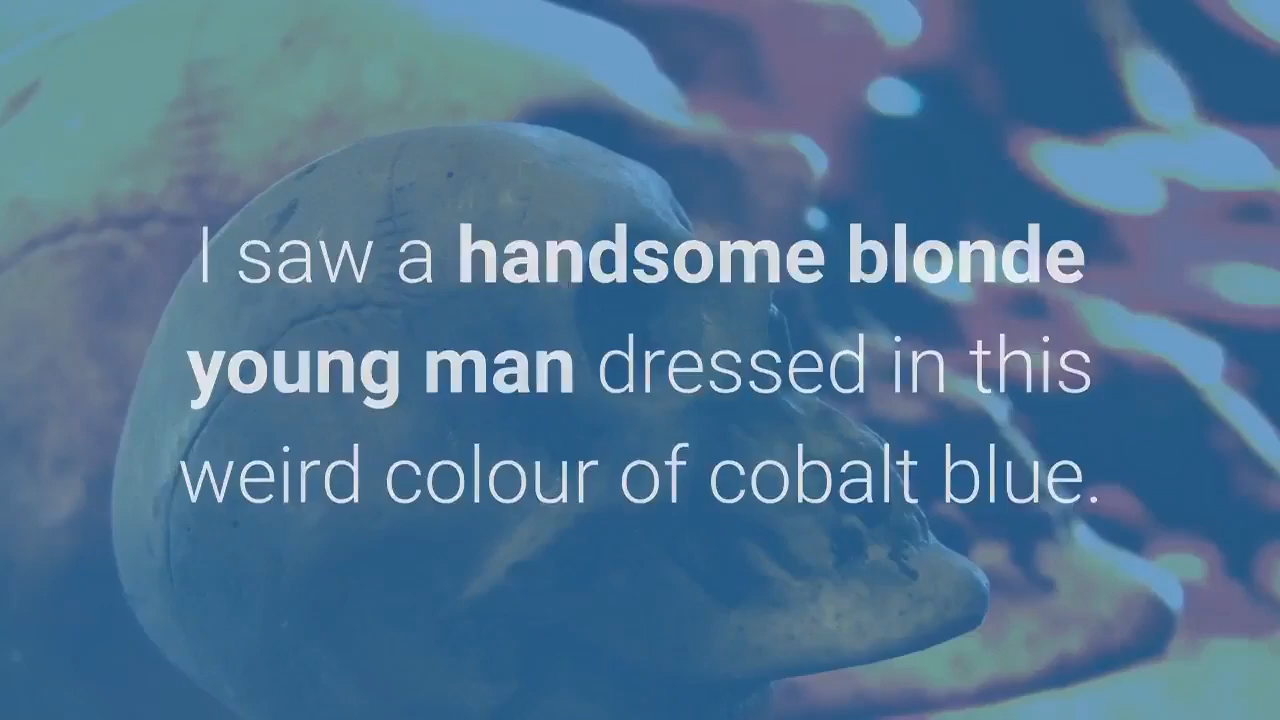 I saw a handsome blonde
young man dressed in this
weird colour of cobalt blue.